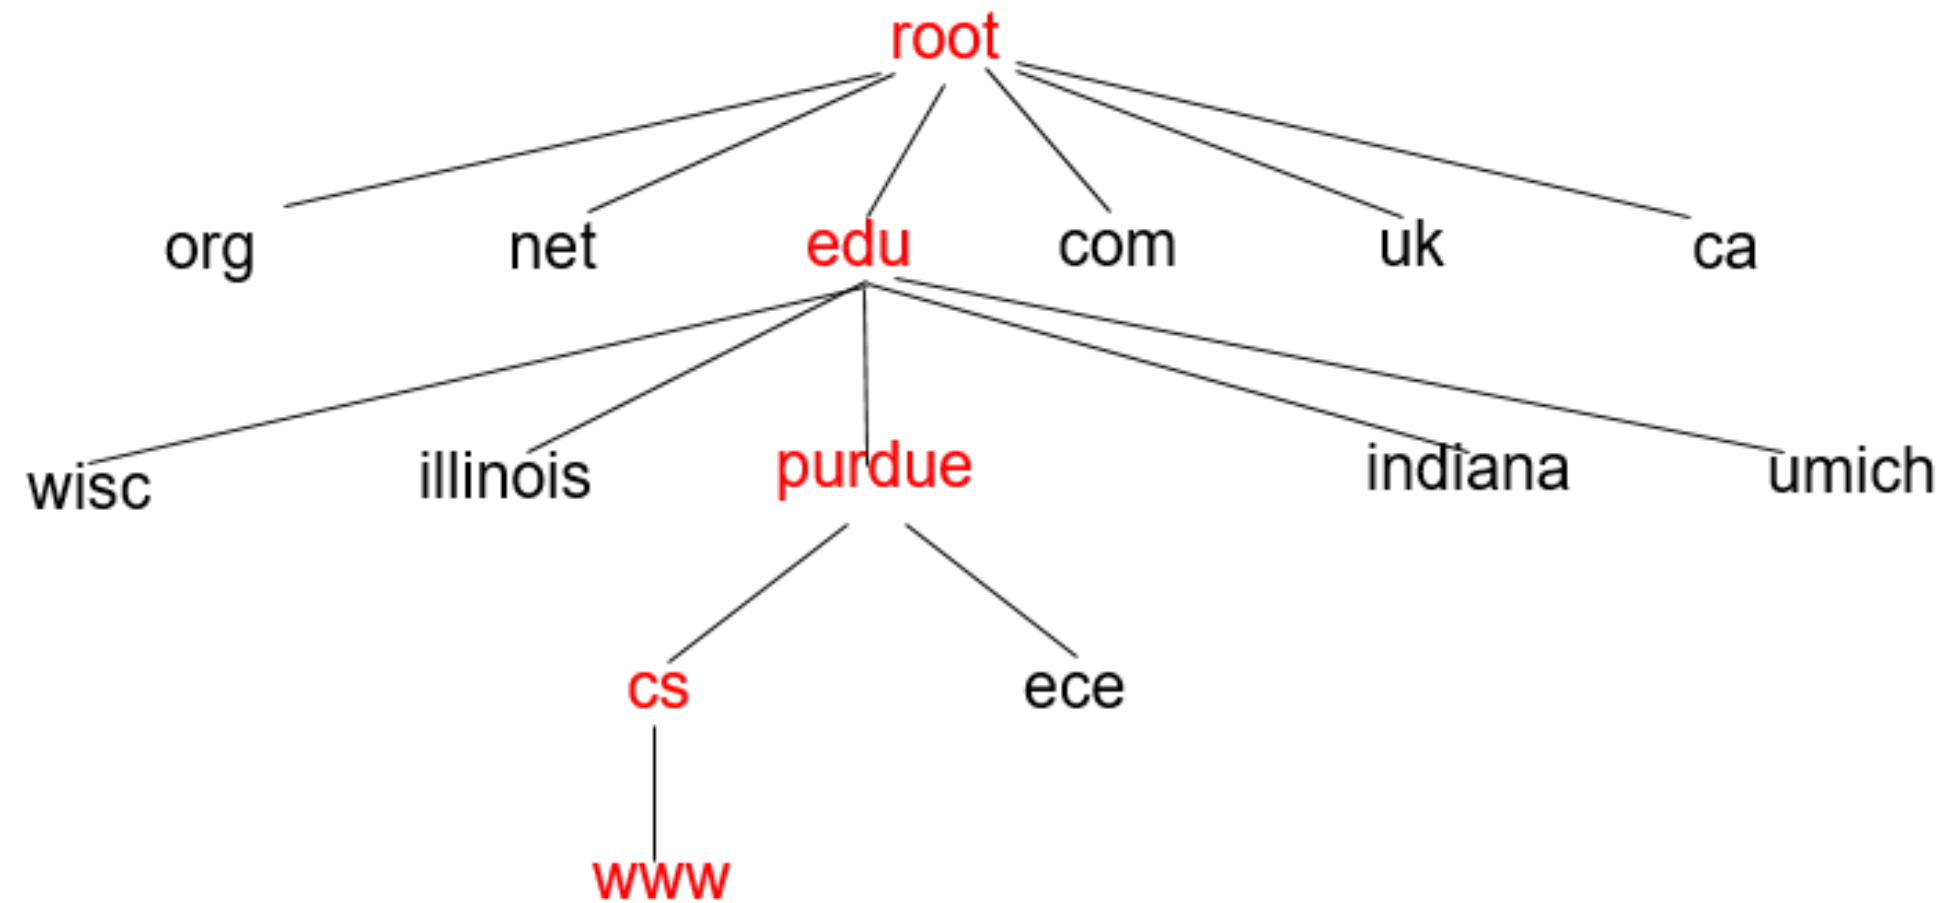 root
org net edu com uk ca
wisc illinois purdue indiana umich
cs ece
www